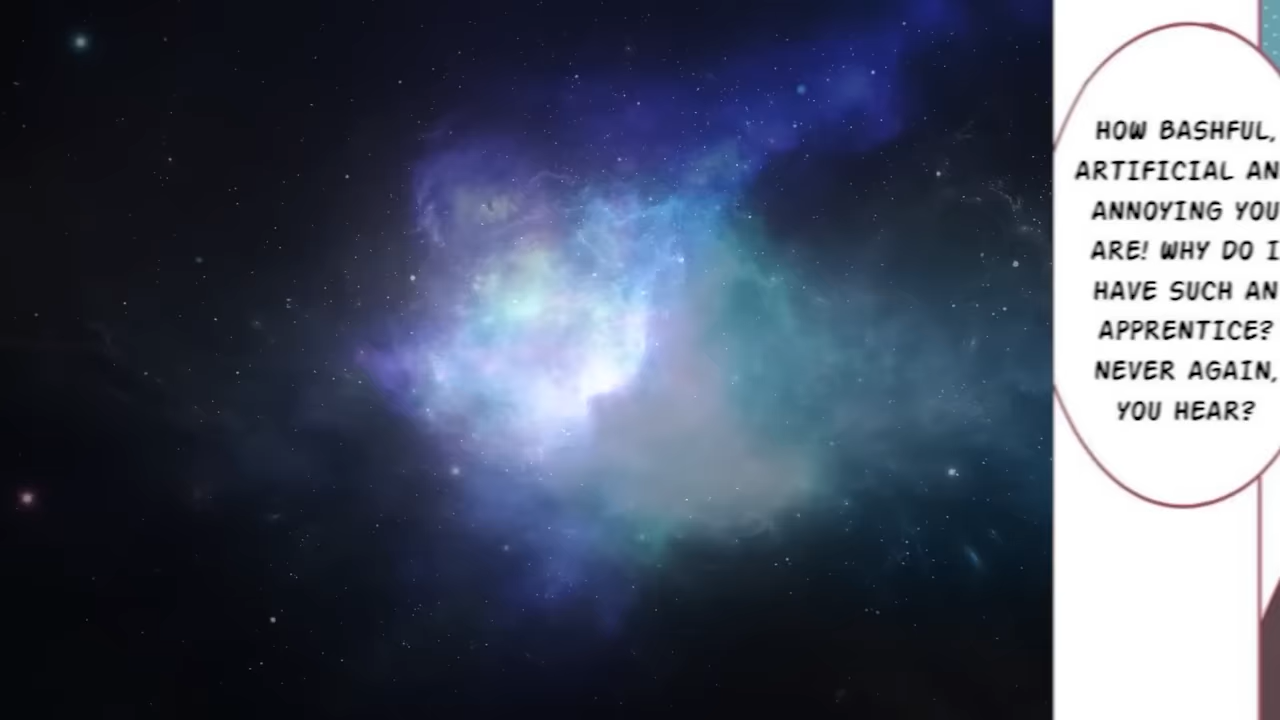 HOW BASHFUL,
ARTIFICIAL AN
ANNOYING YOU
ARE! WHY DO I
HAVE SUCH AN
APPRENTICE?
NEVER AGAIN,
YOU HEAR?